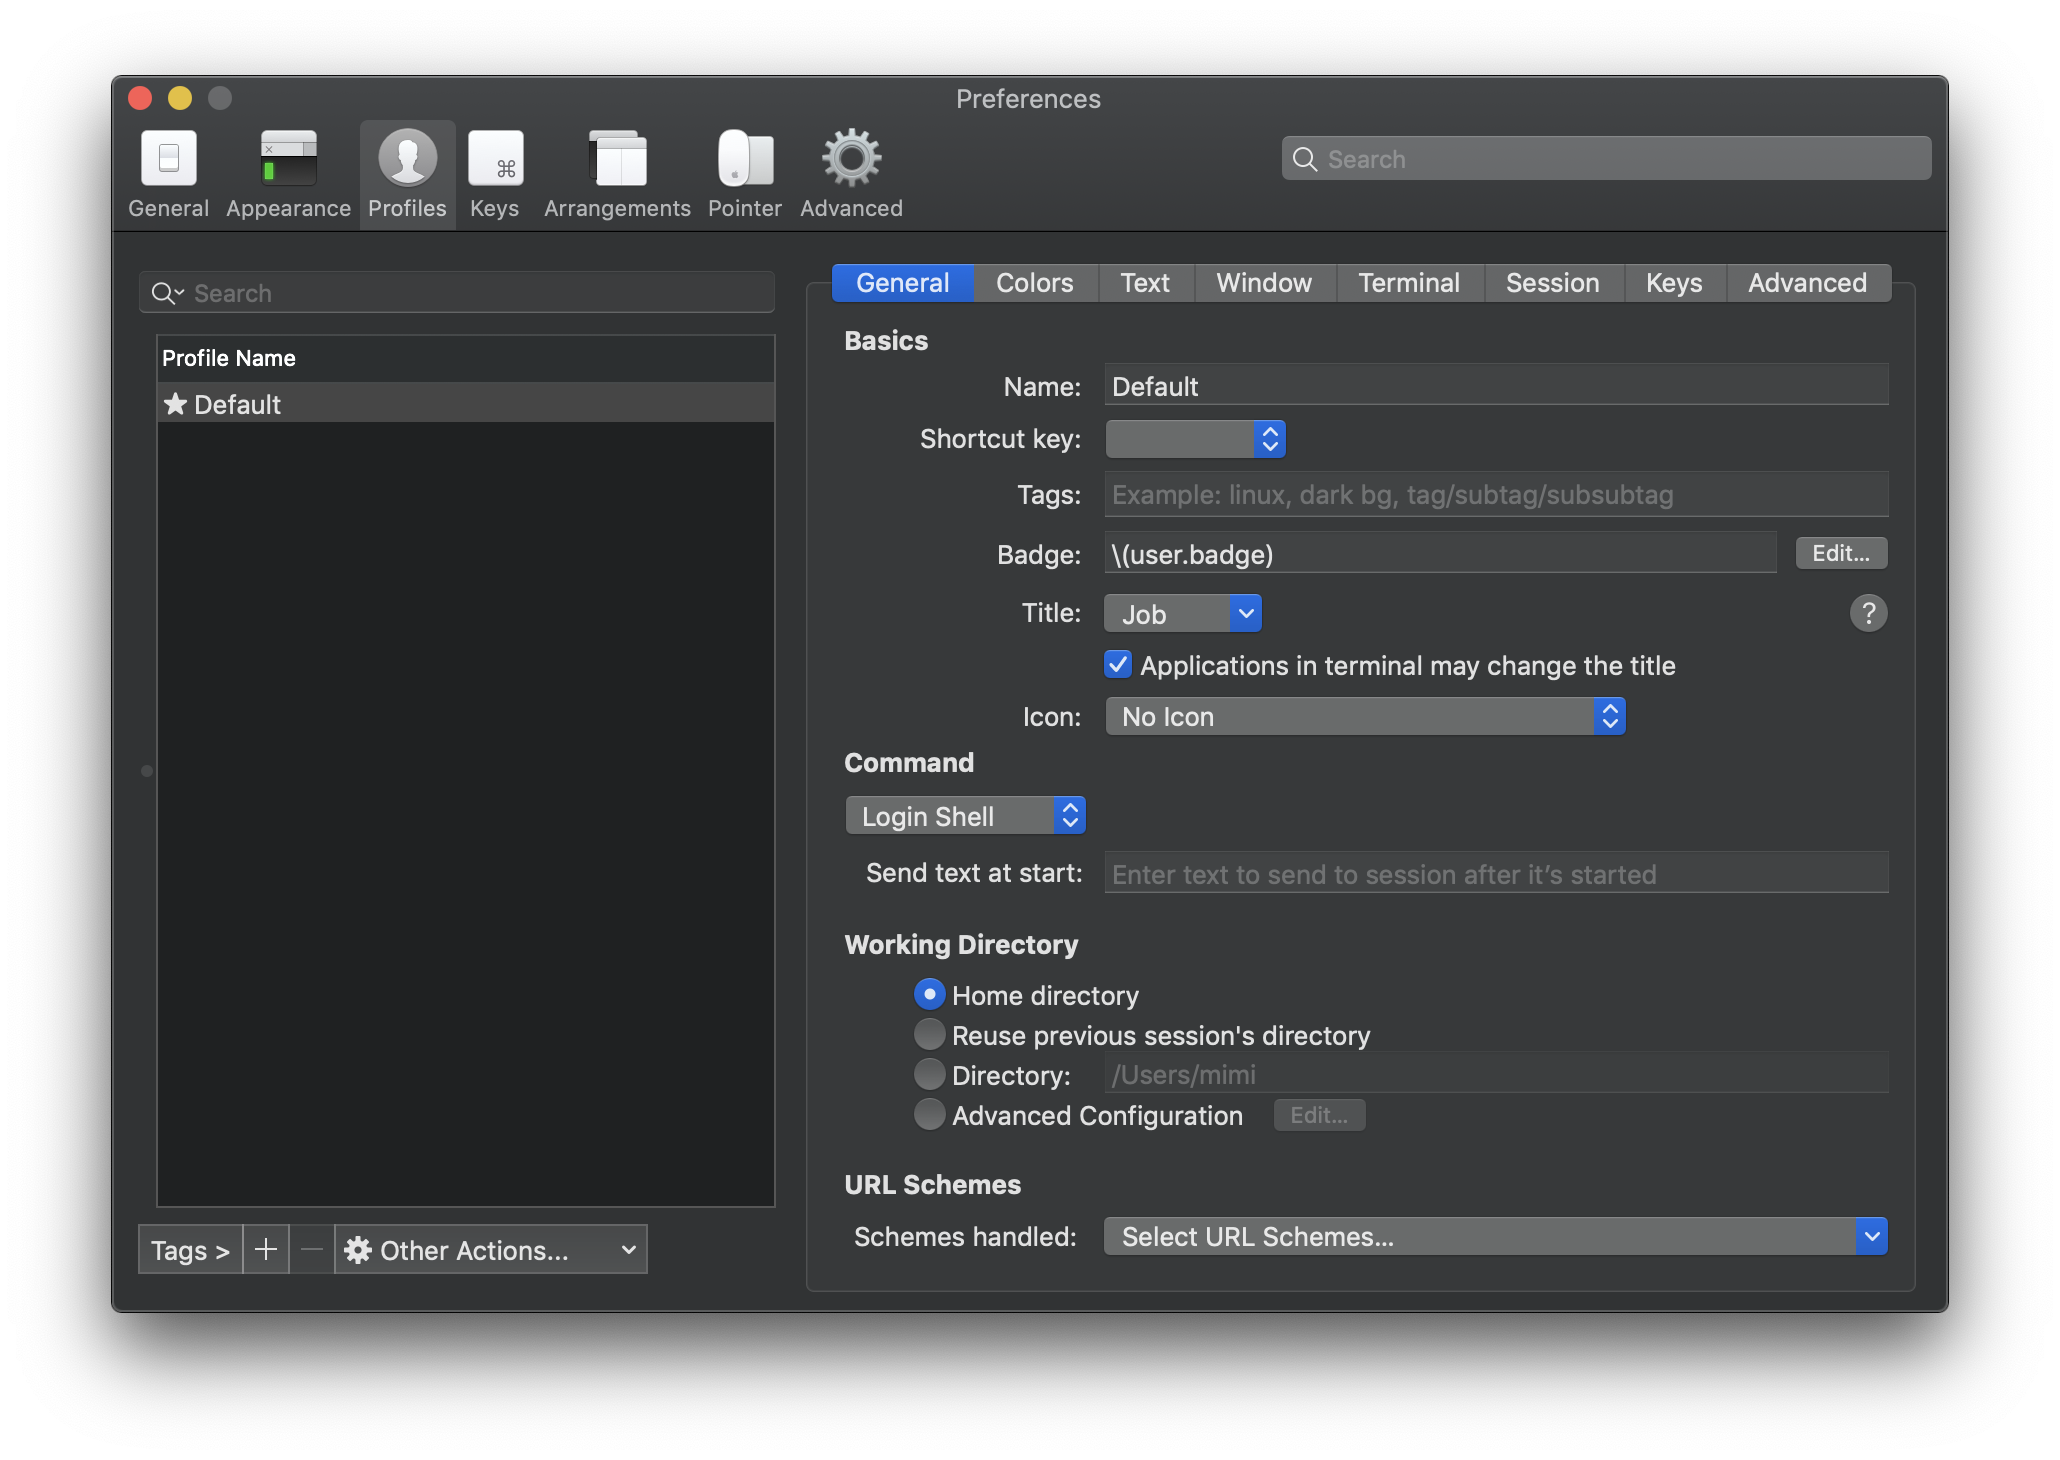 Preferences
General Appearance Profiles Keys Arrangements Pointer Advanced
Search
Search
Profile Name
Default
Tags >
Other Actions...
General Colors Text Window Terminal Session Keys Advanced
Basics
Name: Default
Shortcut key:
Tags: Example: linux, dark bg, tag/subtag/subsubtag
Badge: \(user.badge) Edit...
Title: Job ?
Applications in terminal may change the title
Icon: No Icon
Command
Login Shell
Send text at start: Enter text to send to session after it’s started
Working Directory
Home directory
Reuse previous session's directory
Directory: /Users/mimi
Advanced Configuration Edit...
URL Schemes
Schemes handled: Select URL Schemes...